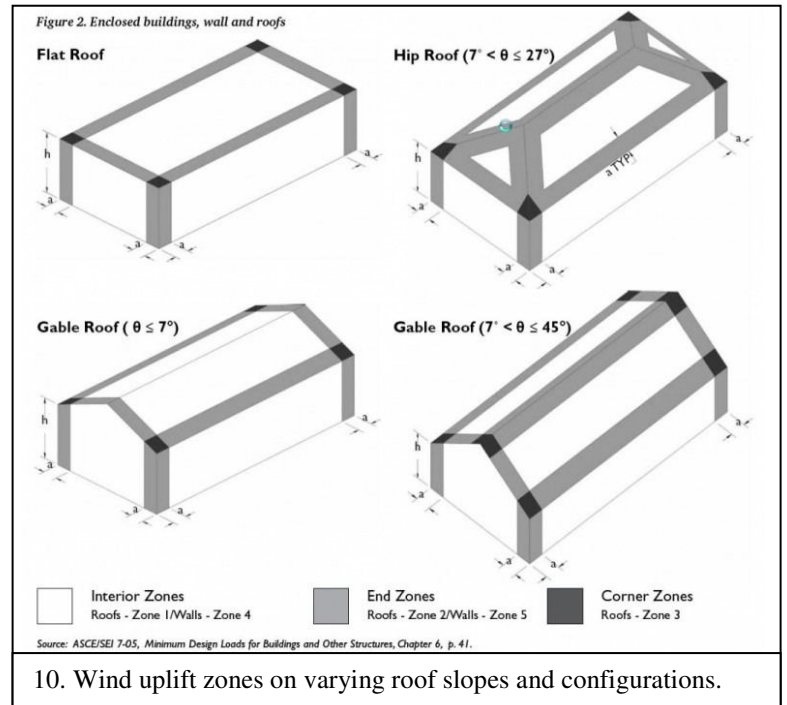 Figure 2. Enclosed buildings, wall and roofs
Flat Roof
h
a
a
a
a
Hip Roof (7° < θ ≤ 27°)
h
a
a TYP.
a
a
a
Gable Roof ( θ ≤ 7°)
h
a
a
a
a
Gable Roof (7° < θ ≤ 45°)
h
a
a
a
a
Interior Zones
Roofs - Zone 1/Walls - Zone 4
End Zones
Roofs - Zone 2/Walls - Zone 5
Corner Zones
Roofs - Zone 3
Source: ASCE/SEI 7-05, Minimum Design Loads for Buildings and Other Structures, Chapter 6, p. 41.
10. Wind uplift zones on varying roof slopes and configurations.